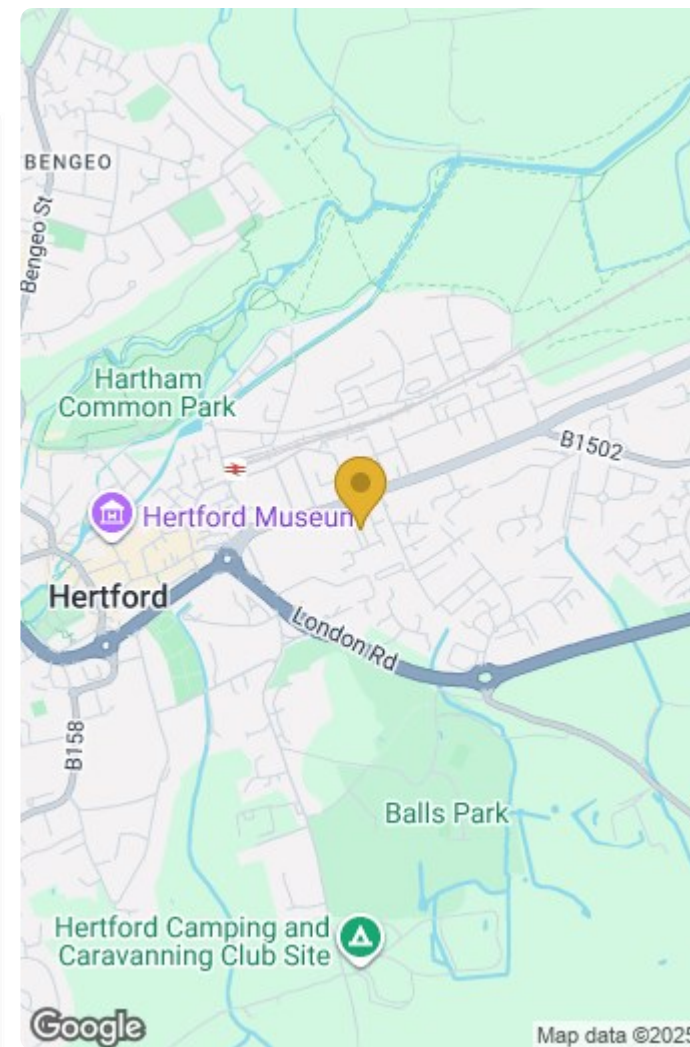 BENGEO
Bengeo St
Hartham
Common Park
B1502
Hertford Museum
Hertford
London Rd
B158
Balls Park
Hertford Camping and
Caravanning Club Site
Google
Map data ©2025